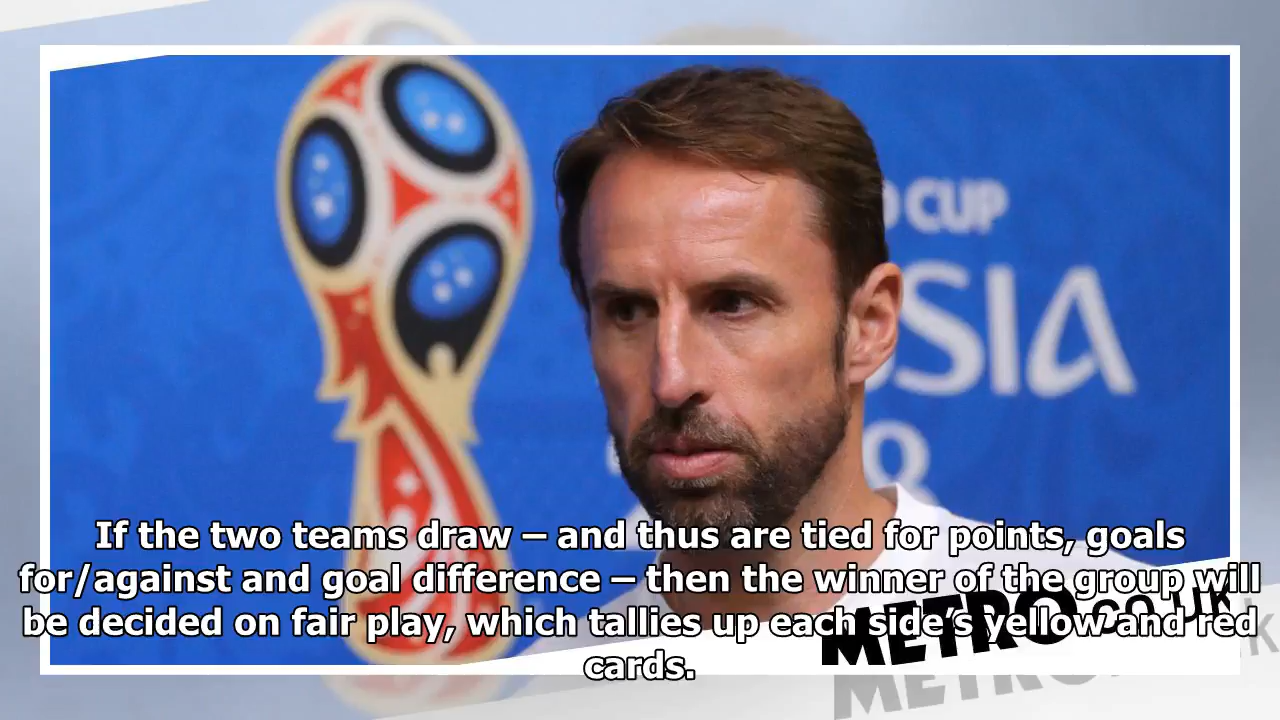 D CUP
SSIA
8
If the two teams draw – and thus are tied for points, goals
for/against and goal difference – then the winner of the group will
be decided on fair play, which tallies up each side's yellow and red
cards.
METRO.CO.UK